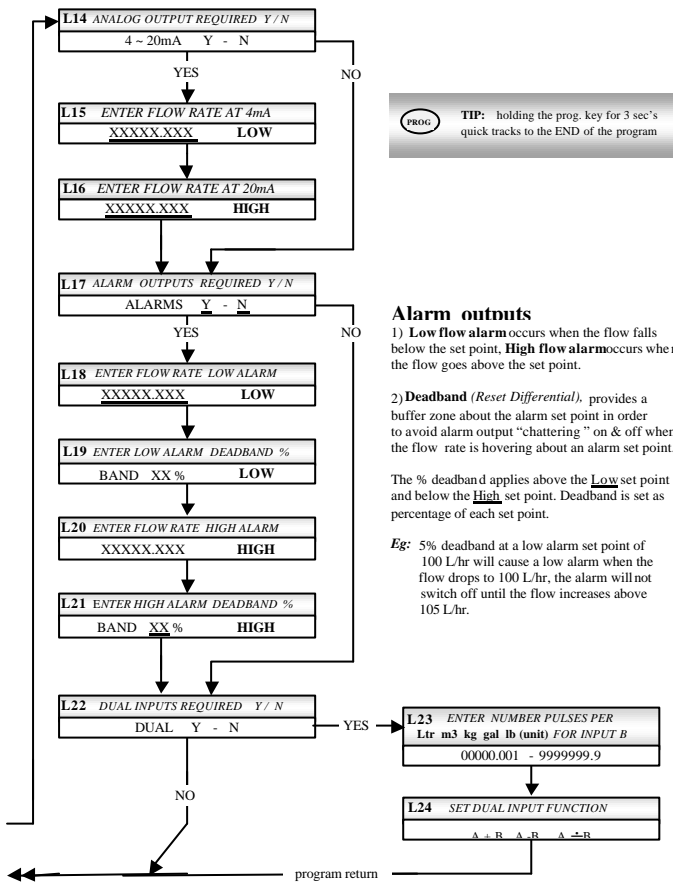 L14 ANALOG OUTPUT REQUIRED Y / N
4 ~ 20mA Y - N
YES
NO
L15 ENTER FLOW RATE AT 4mA
XXXXX.XXX LOW
L16 ENTER FLOW RATE AT 20mA
XXXXX.XXX HIGH
PROG
TIP: holding the prog. key for 3 sec's
quick tracks to the END of the program
L17 ALARM OUTPUTS REQUIRED Y / N
ALARMS Y - N
YES
NO
L18 ENTER FLOW RATE LOW ALARM
XXXXX.XXX LOW
L19 ENTER LOW ALARM DEADBAND %
BAND XX % LOW
L20 ENTER FLOW RATE HIGH ALARM
XXXXX.XXX HIGH
L21 ENTER HIGH ALARM DEADBAND %
BAND XX % HIGH
Alarm outputs
1) Low flow alarm occurs when the flow falls
below the set point, High flow alarm occurs when
the flow goes above the set point.
2) Deadband (Reset Differential), provides a
buffer zone about the alarm set point in order
to avoid alarm output “chattering ” on & off when
the flow rate is hovering about an alarm set point.
The % deadband applies above the Low set point
and below the High set point. Deadband is set as
percentage of each set point.
Eg: 5% deadband at a low alarm set point of
100 L/hr will cause a low alarm when the
flow drops to 100 L/hr, the alarm will not
switch off until the flow increases above
105 L/hr.
L22 DUAL INPUTS REQUIRED Y / N
DUAL Y - N
YES
NO
L23 ENTER NUMBER PULSES PER
Ltr m3 kg gal lb (unit) FOR INPUT B
00000.001 - 9999999.9
L24 SET DUAL INPUT FUNCTION
A + B A -B A ÷B
program return